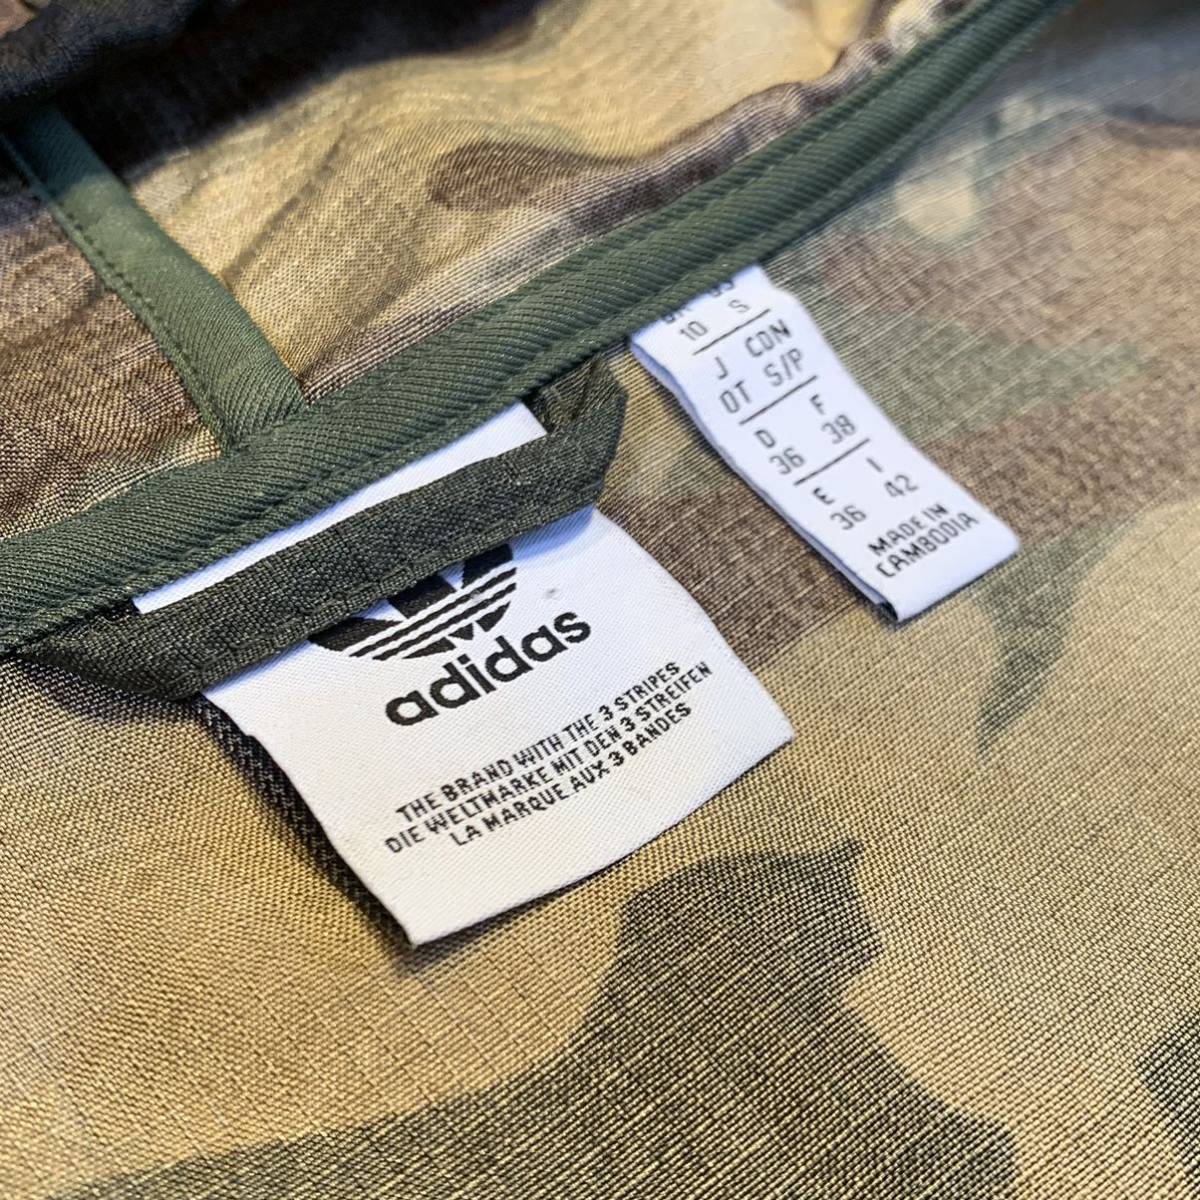 adidas
THE BRAND WITH THE 3 STRIPES
DIE WELTMARKE MIT DEN 3 STREIFEN
LA MARQUE AUX 3 BANDES
10 S
J CDN
OT S/P
D F
36 38
E I
36 42
MADE IN
CAMBODIA